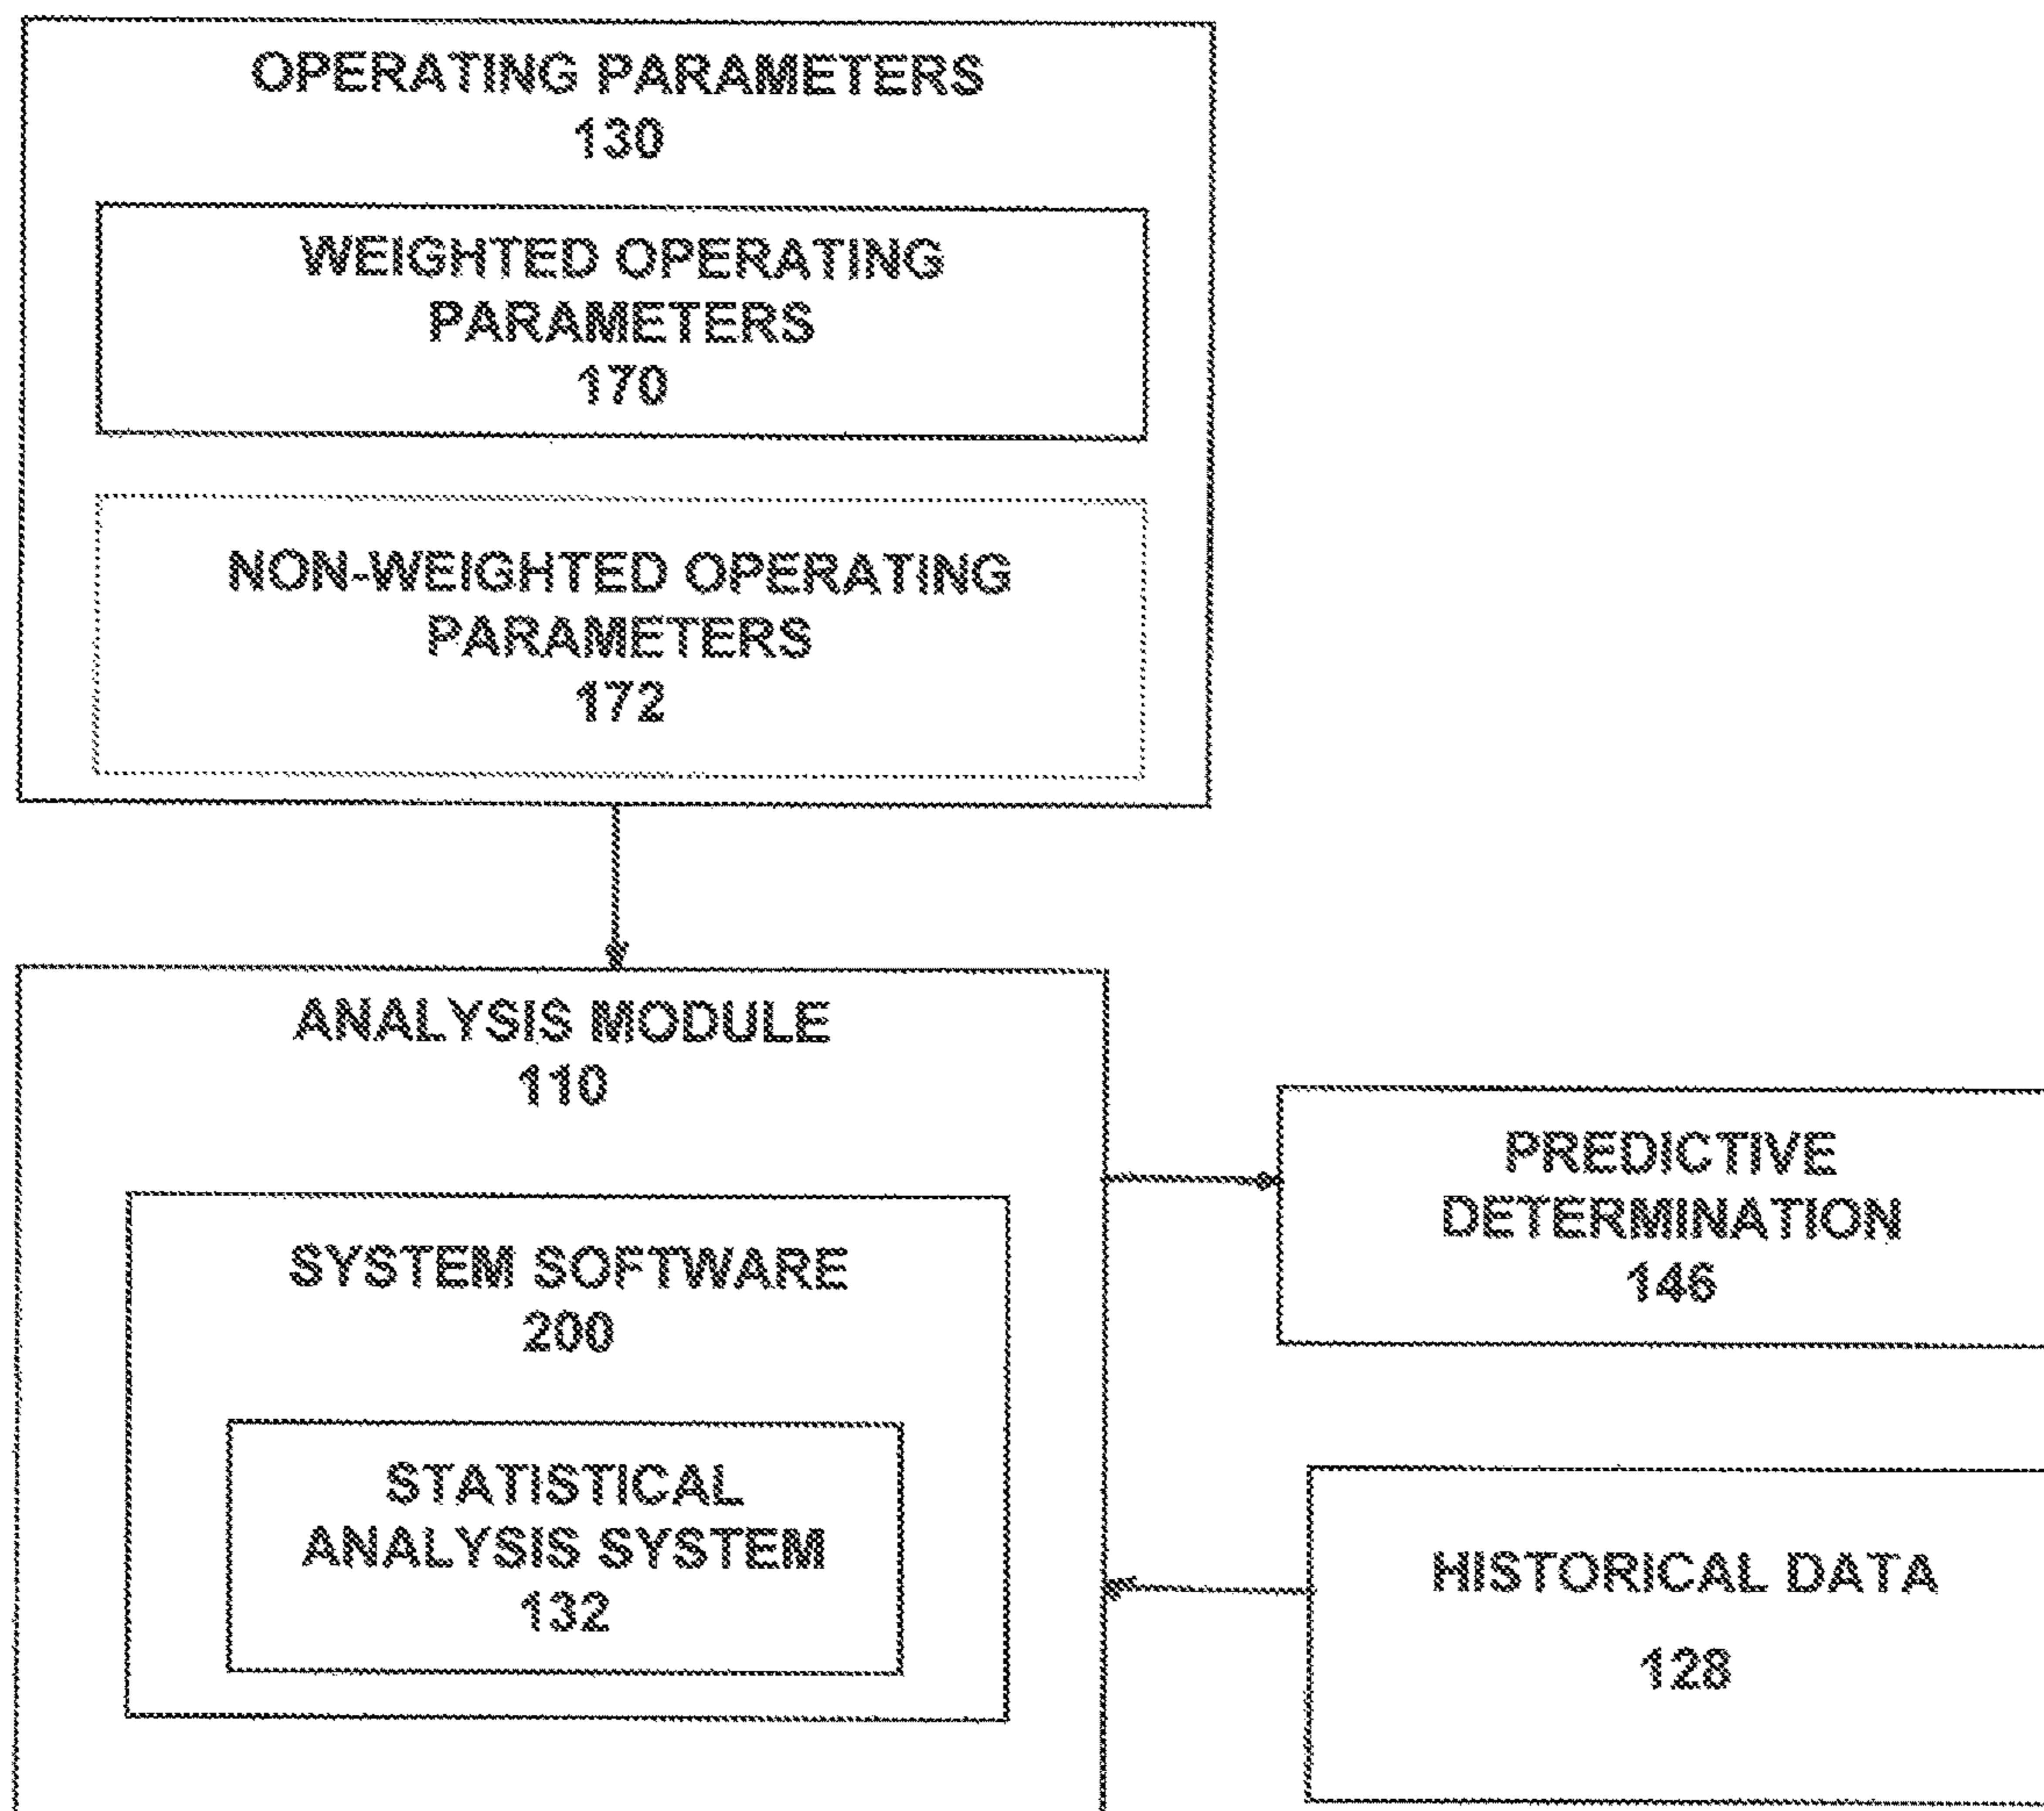 OPERATING PARAMETERS
130
WEIGHTED OPERATING
PARAMETERS
170
NON-WEIGHTED OPERATING
PARAMETERS
172
ANALYSIS MODULE
110
SYSTEM SOFTWARE
200
STATISTICAL
ANALYSIS SYSTEM
132
PREDICTIVE
DETERMINATION
146
HISTORICAL DATA
128